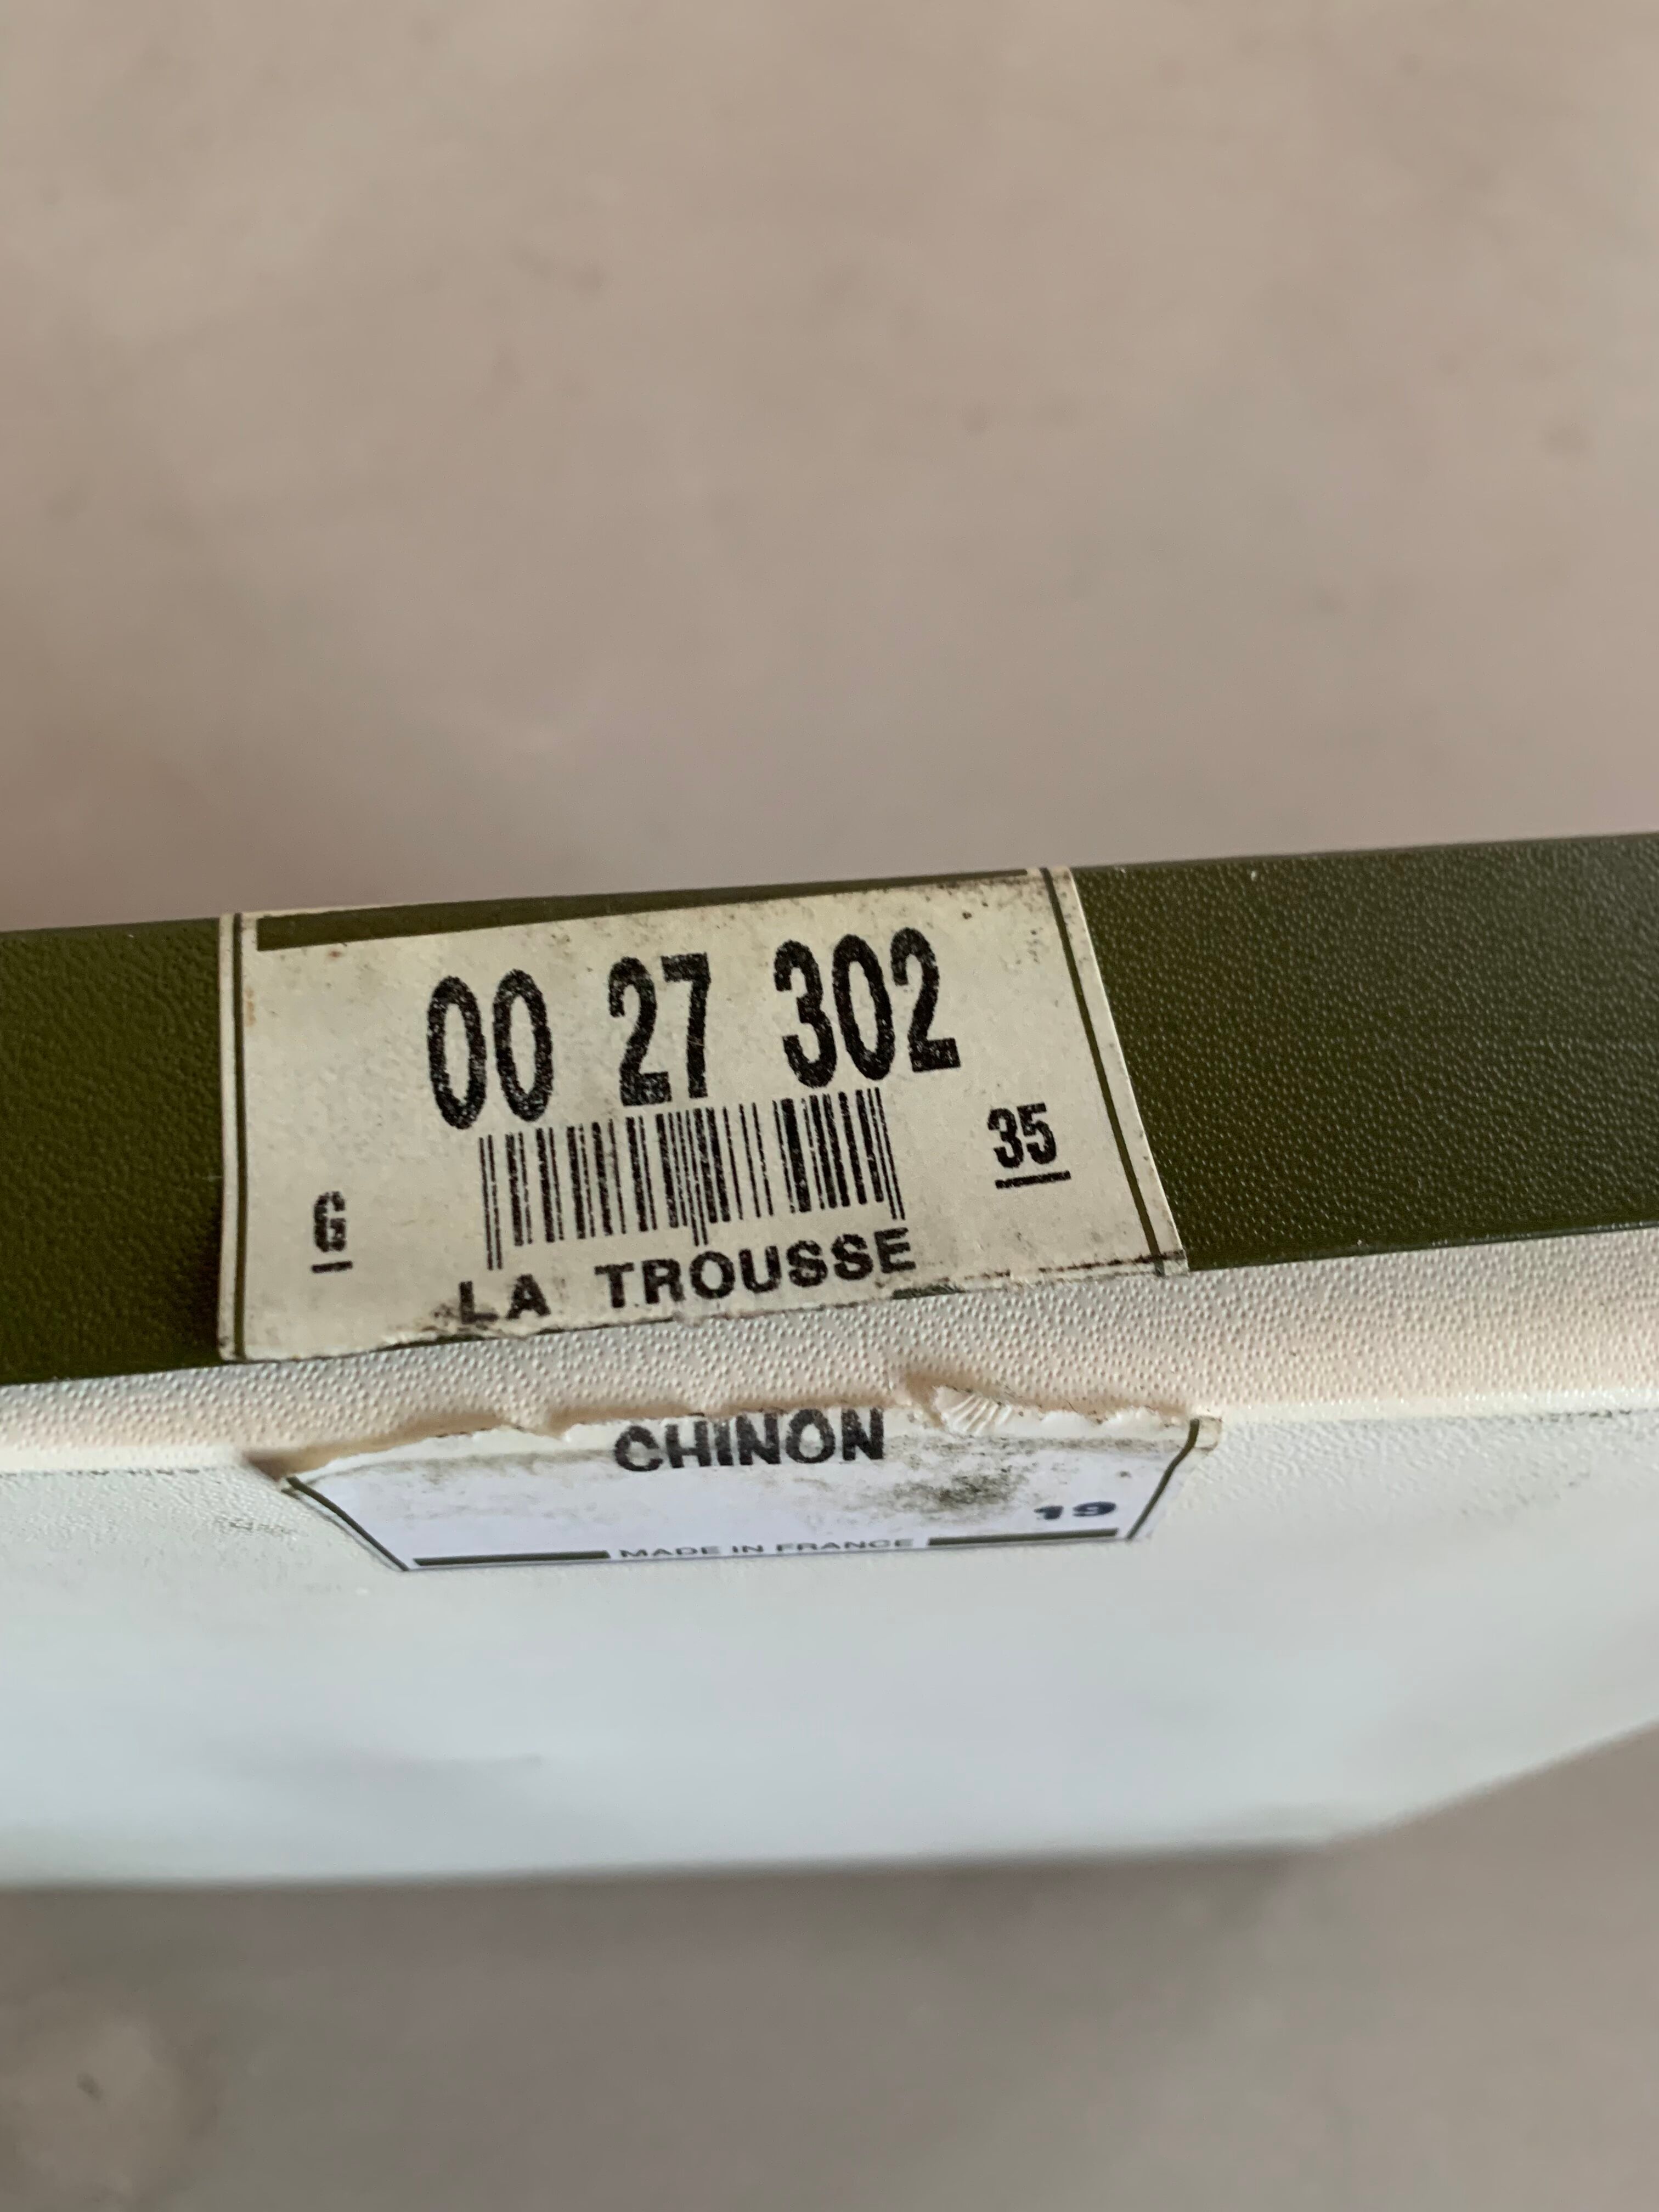 00 27 302
35
G
LA TROUSSE
CHINON
19
MADE IN FRANCE